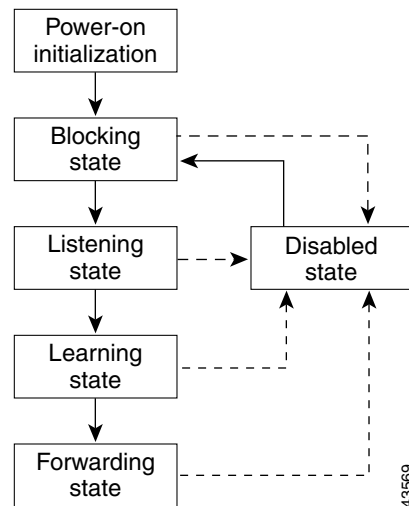 Power-on
initialization
Blocking
state
Listening
state
Disabled
state
Learning
state
Forwarding
state
43569